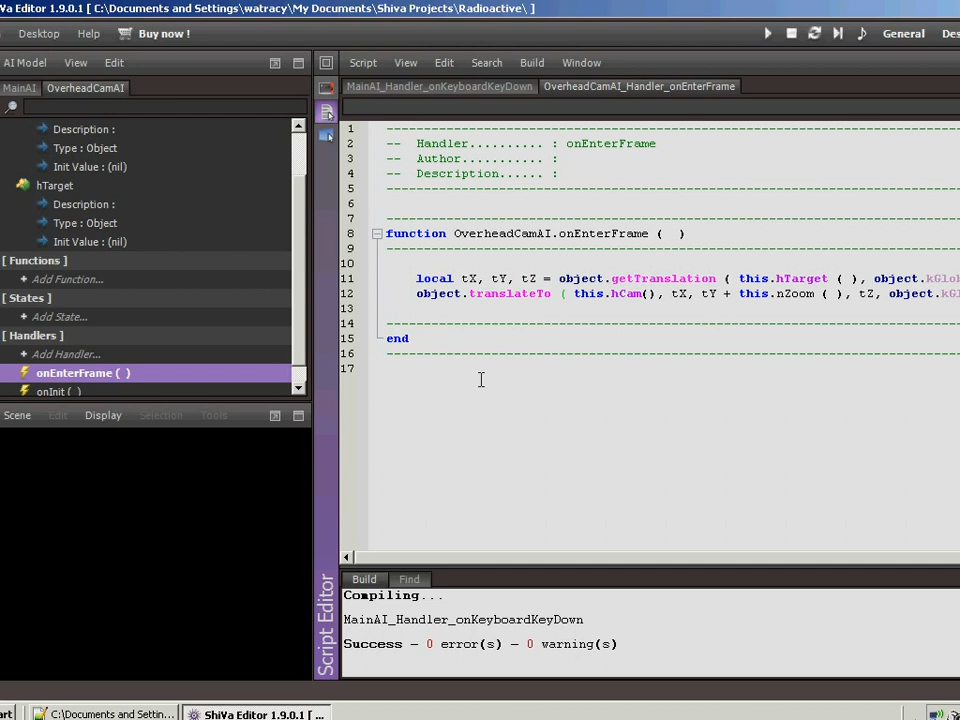 Va Editor 1.9.0.1 [ C:\Documents and Settings\watracy\My Documents\Shiva Projects\Radioactive\ ]
Desktop Help Buy now ! General Des
AI Model View Edit
Script View Edit Search Build Window
MainAI OverheadCamAI
MainAI_Handler_onKeyboardKeyDown OverheadCamAI_Handler_onEnterFrame
Description :
Type : Object
Init Value : (nil)
hTarget
Description :
Type : Object
Init Value : (nil)
[ Functions ]
+ Add Function...
[ States ]
+ Add State...
[ Handlers ]
+ Add Handler...
onEnterFrame ( )
onInit ( )
Scene Edit Display Selection Tools
Script Editor
1 --------------------------------------------------------------------------------
2 -- Handler.......... : onEnterFrame
3 -- Author........... :
4 -- Description...... :
5 --------------------------------------------------------------------------------
6
7 --------------------------------------------------------------------------------
8 function OverheadCamAI.onEnterFrame ( )
9 --------------------------------------------------------------------------------
10
11 local tX, tY, tZ = object.getTranslation ( this.hTarget ( ), object.kGlob
12 object.translateTo ( this.hCam(), tX, tY + this.nZoom ( ), tZ, object.kGl
13
14 --------------------------------------------------------------------------------
15 end
16 --------------------------------------------------------------------------------
17
Build Find
Compiling...
MainAI_Handler_onKeyboardKeyDown
Success - 0 error(s) - 0 warning(s)
art C:\Documents and Settin... ShiVa Editor 1.9.0.1 [ ...